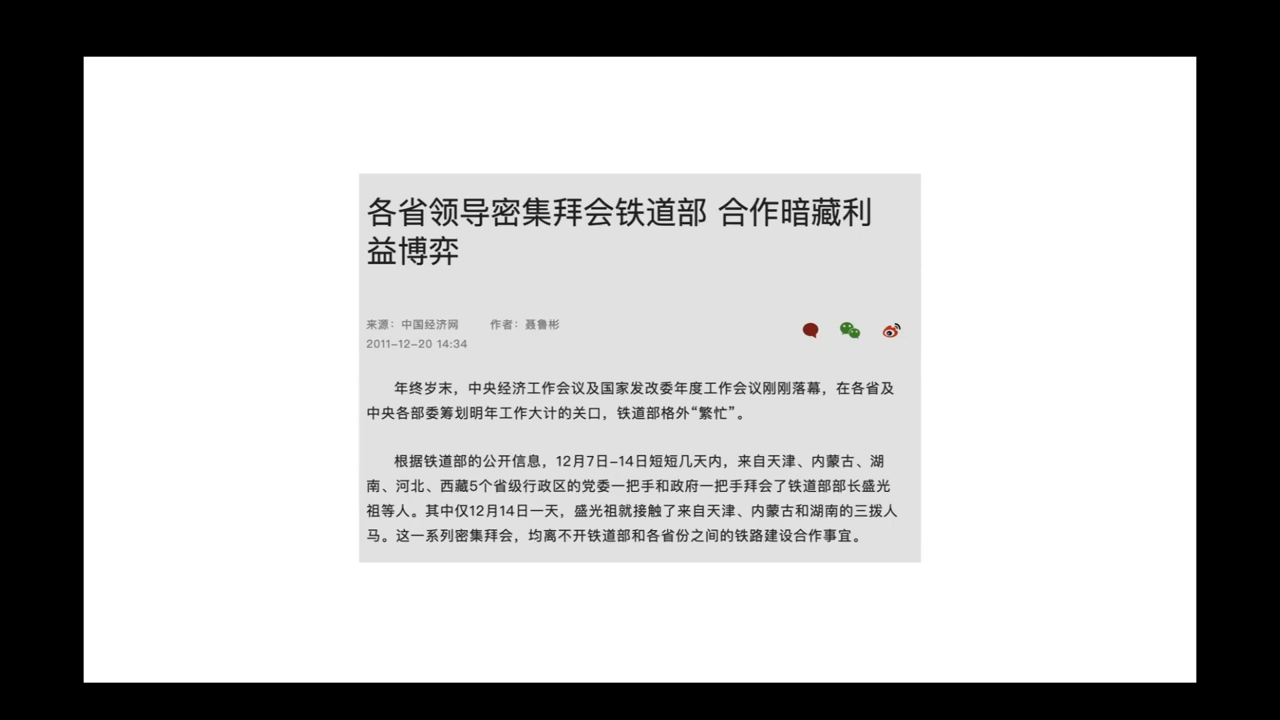 各省领导密集拜会铁道部 合作暗藏利
益博弈
来源：中国经济网 作者：聂鲁彬
2011-12-20 14:34
年终岁末，中央经济工作会议及国家发改委年度工作会议刚刚落幕，在各省及
中央各部委筹划明年工作大计的关口，铁道部格外“繁忙”。
根据铁道部的公开信息，12月7日-14日短短几天内，来自天津、内蒙古、湖
南、河北、西藏5个省级行政区的党委一把手和政府一把手拜会了铁道部部长盛光
祖等人。其中仅12月14日一天，盛光祖就接触了来自天津、内蒙古和湖南的三拨人
马。这一系列密集拜会，均离不开铁道部和各省份之间的铁路建设合作事宜。